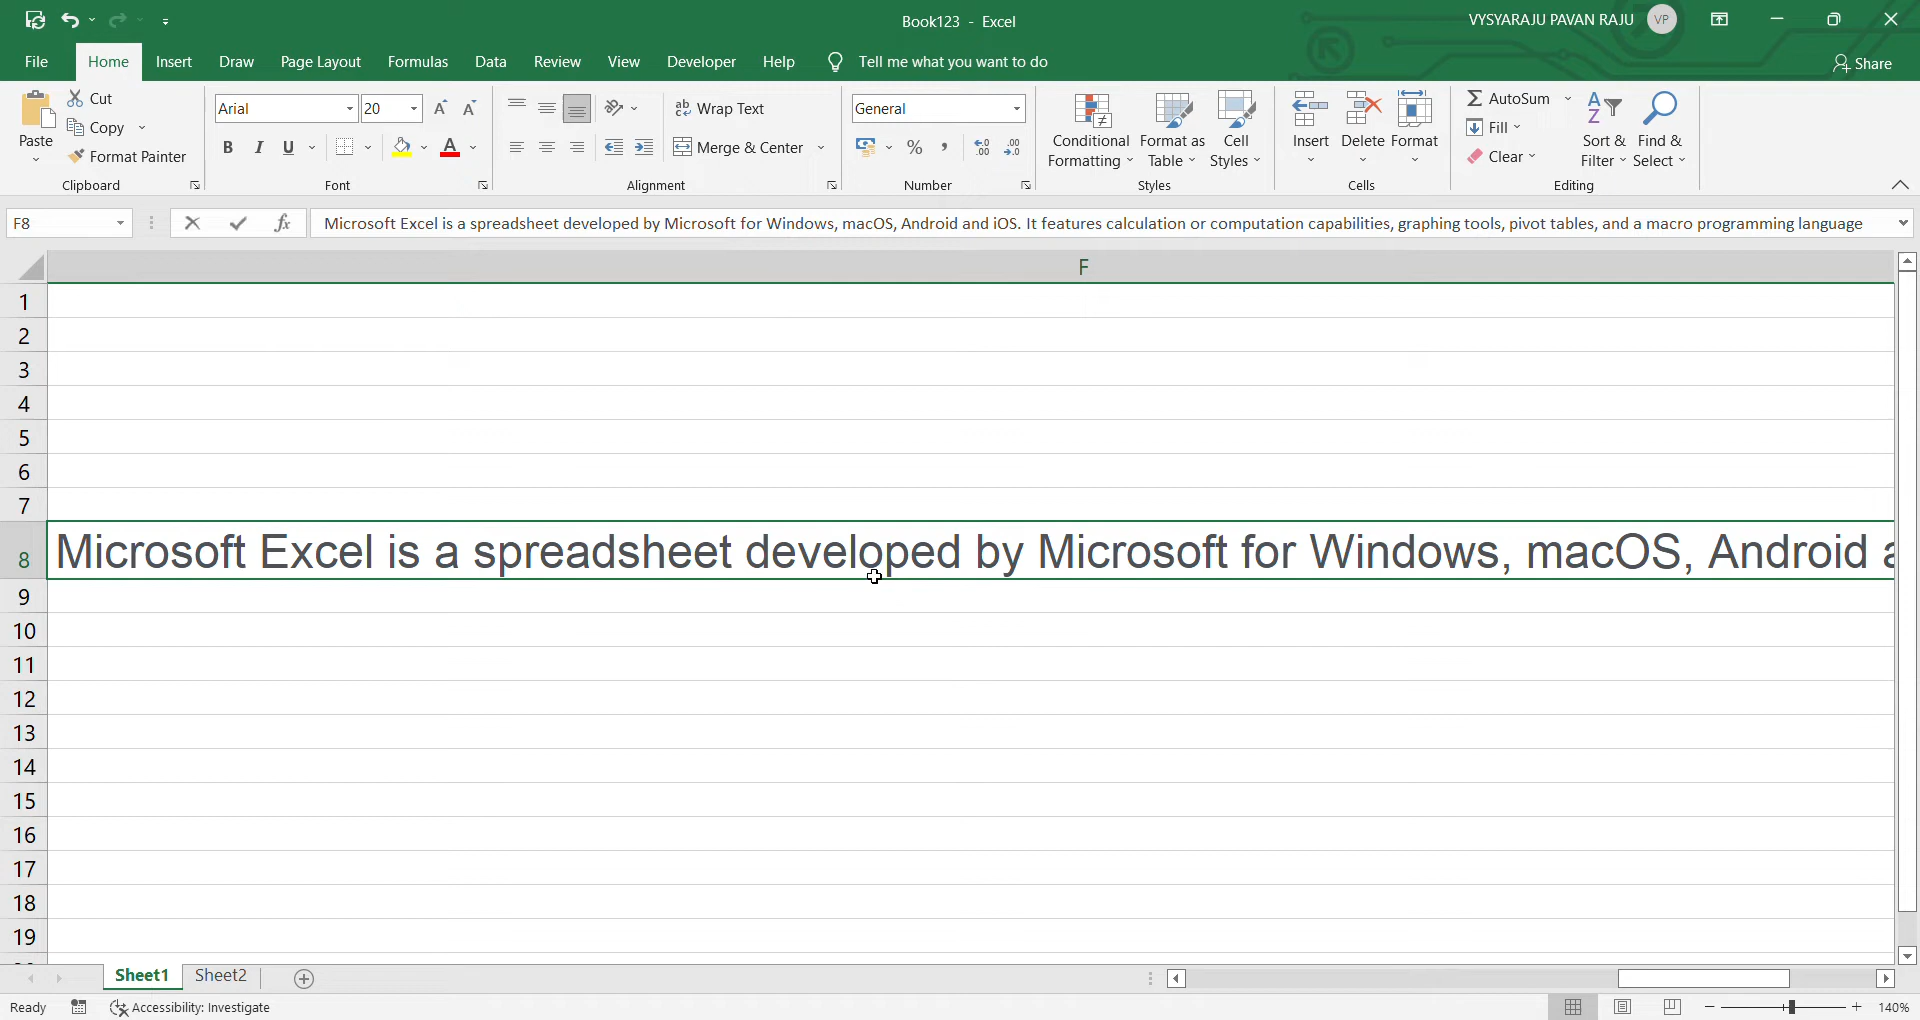 Book123 - Excel
VYSYARAJU PAVAN RAJU VP
File Home Insert Draw Page Layout Formulas Data Review View Developer Help Tell me what you want to do
Share
Paste
Cut
Copy
Format Painter
Clipboard
Arial 20
B I U
Font
Wrap Text
Merge & Center
Alignment
General
Number
Conditional Formatting
Format as Table
Cell Styles
Styles
Insert
Delete
Format
Cells
AutoSum
Fill
Clear
Sort & Filter
Find & Select
Editing
F8
fx
Microsoft Excel is a spreadsheet developed by Microsoft for Windows, macOS, Android and iOS. It features calculation or computation capabilities, graphing tools, pivot tables, and a macro programming language
F
1
2
3
4
5
6
7
8 Microsoft Excel is a spreadsheet developed by Microsoft for Windows, macOS, Android a
9
10
11
12
13
14
15
16
17
18
19
Sheet1 Sheet2
Ready
Accessibility: Investigate
140%